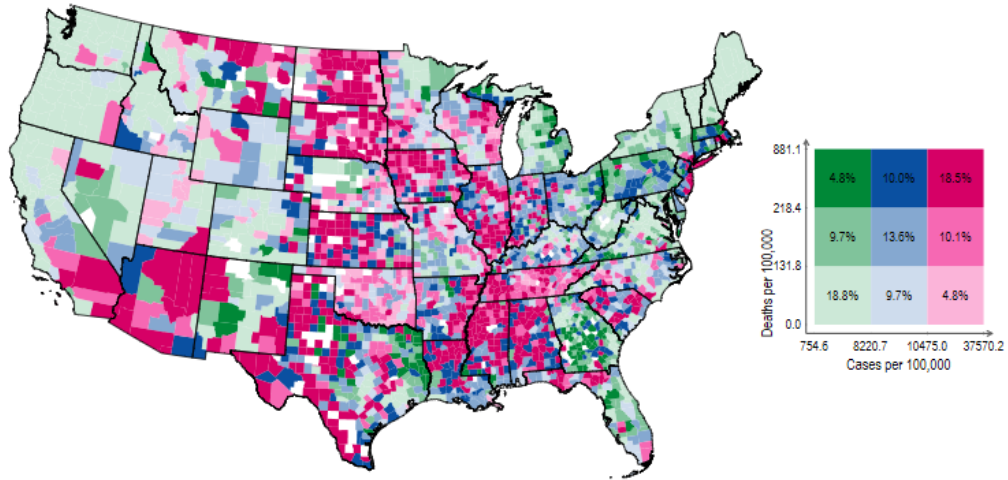 881.1
4.8% 10.0% 18.5%
218.4
9.7% 13.6% 10.1%
131.8
18.8% 9.7% 4.8%
0.0
Deaths per 100,000
754.6 8220.7 10475.0 37570.2
Cases per 100,000